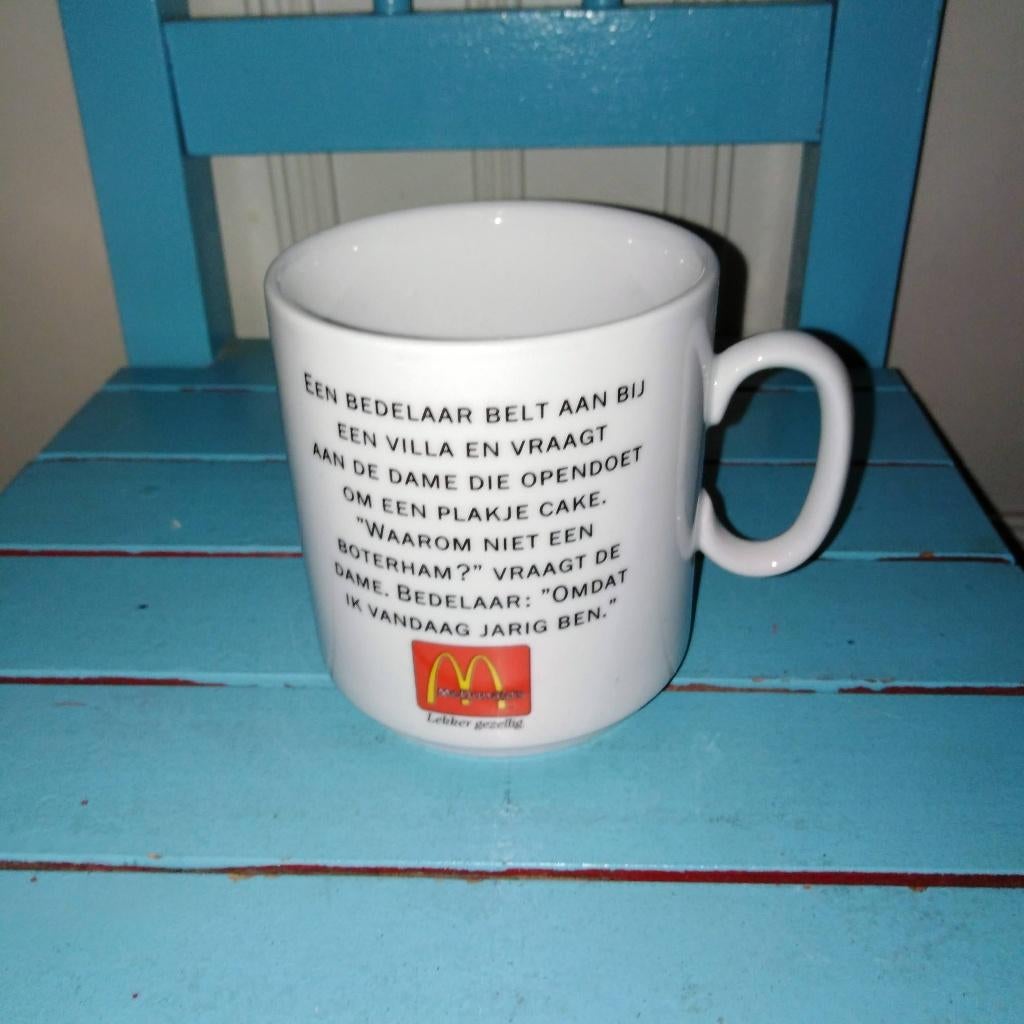 Een bedelaar belt aan bij
een villa en vraagt
aan de dame die opendoet
om een plakje cake.
"Waarom niet een
boterham?" vraagt de
dame. Bedelaar: "Omdat
ik vandaag jarig ben."
McDonald's
Lekker gezellig